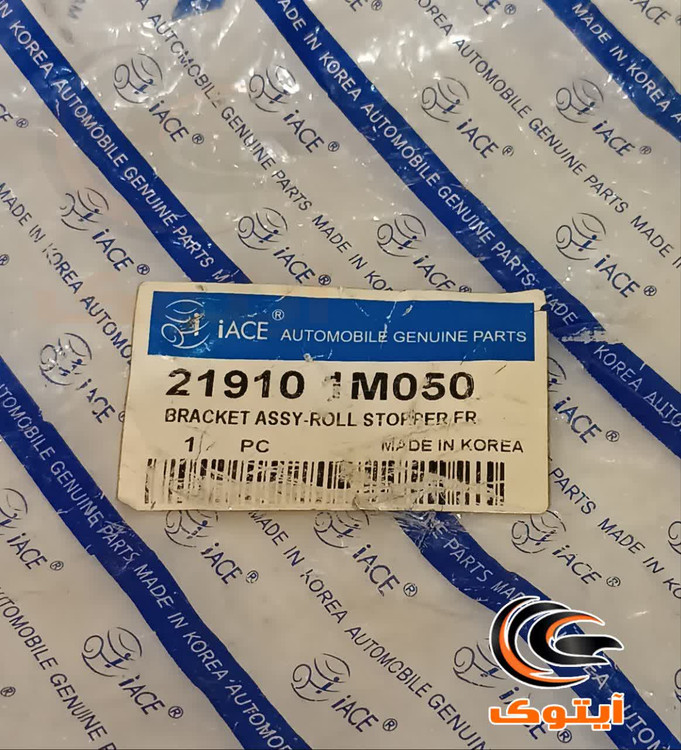 iACE ® AUTOMOBILE GENUINE PARTS
21910 1M050
BRACKET ASSY-ROLL STOPPER FR
1 PC MADE IN KOREA
MADE IN KOREA AUTOMOBILE GENUINE PARTS
iACE ®
آیتوک